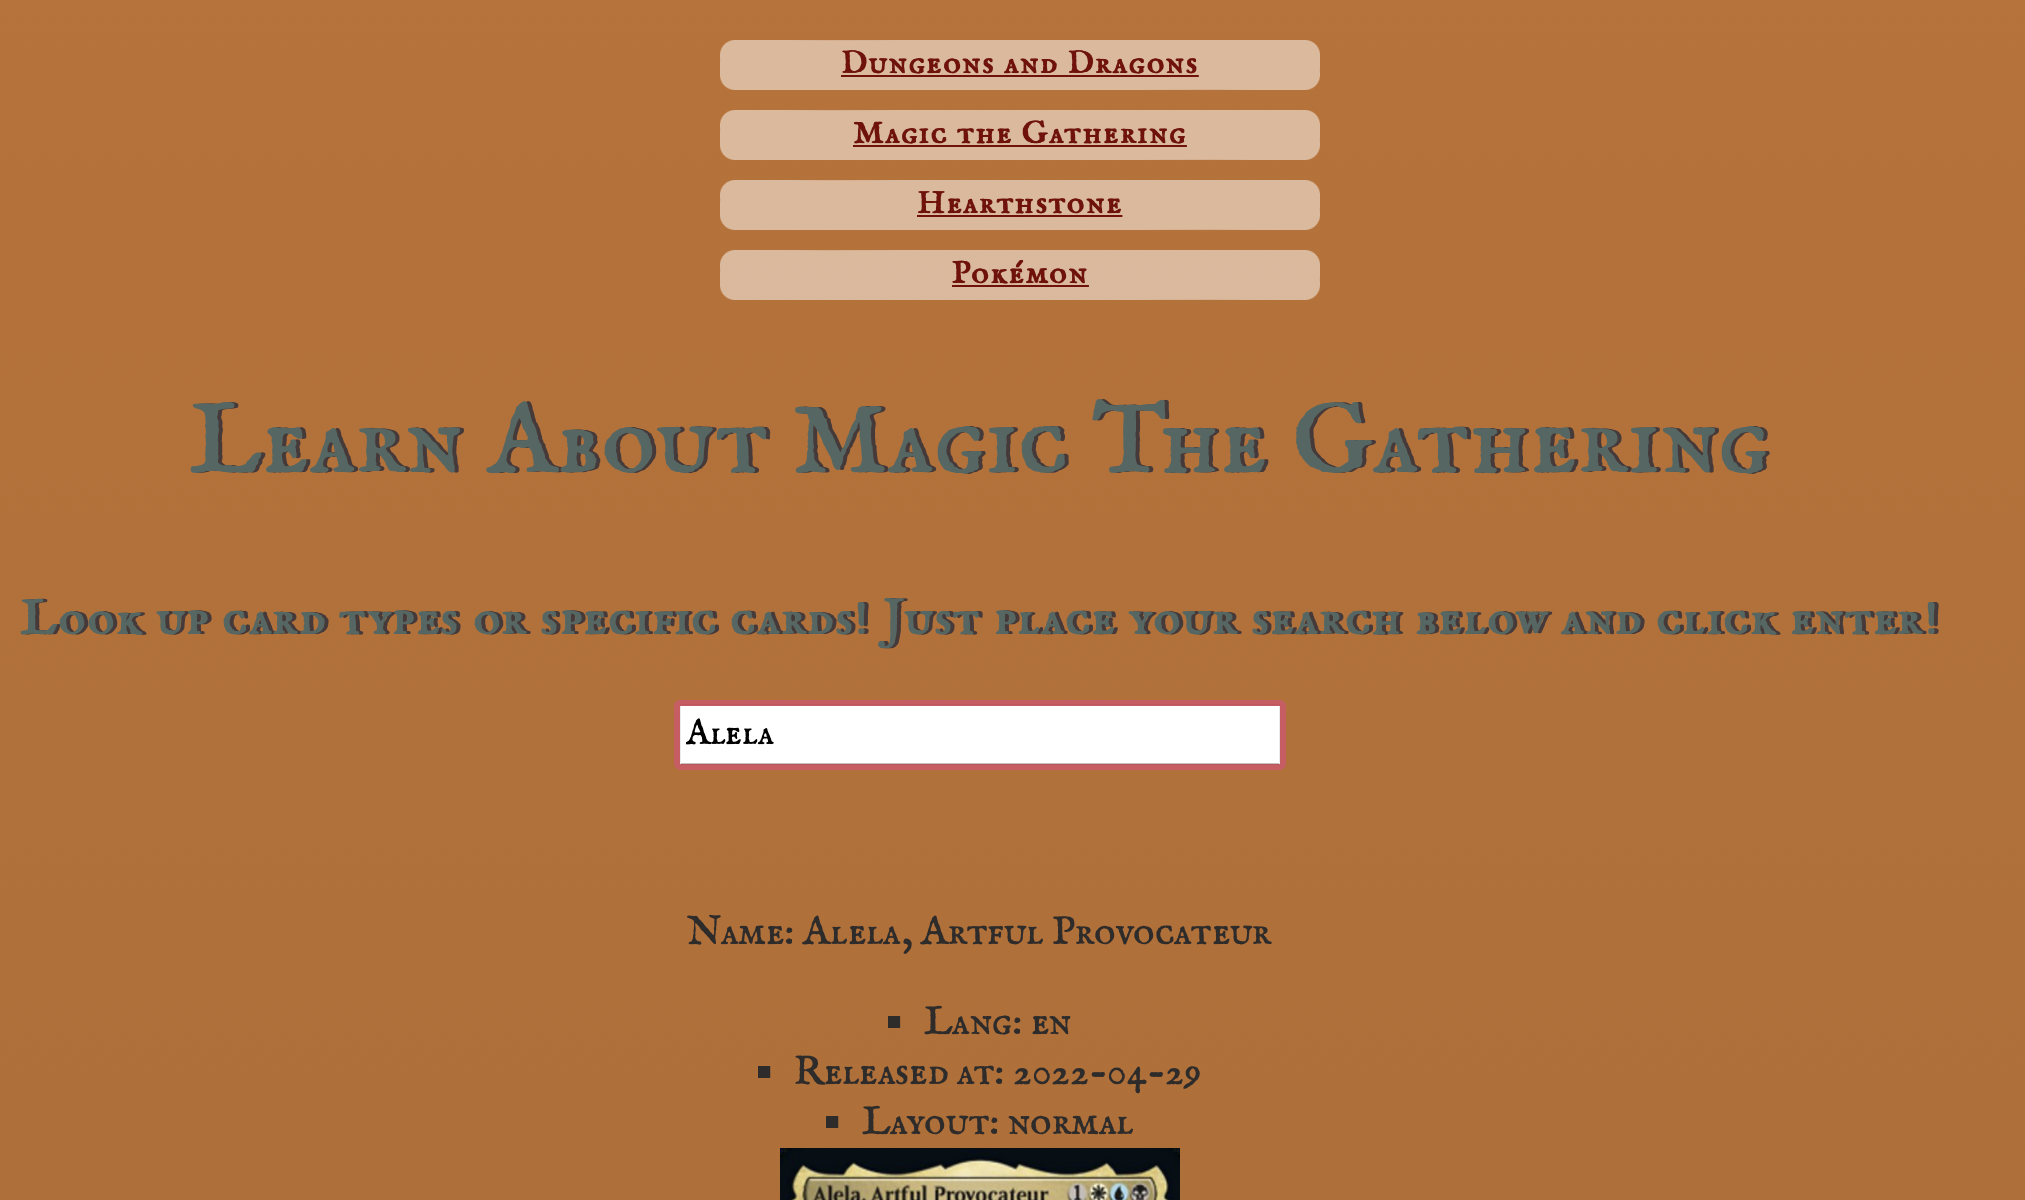 Dungeons and Dragons
Magic the Gathering
Hearthstone
Pokémon
Learn About Magic The Gathering
Look up card types or specific cards! Just place your search below and click enter!
Alela
Name: Alela, Artful Provocateur
▪ Lang: en
▪ Released at: 2022-04-29
▪ Layout: normal
Alela, Artful Provocateur 1